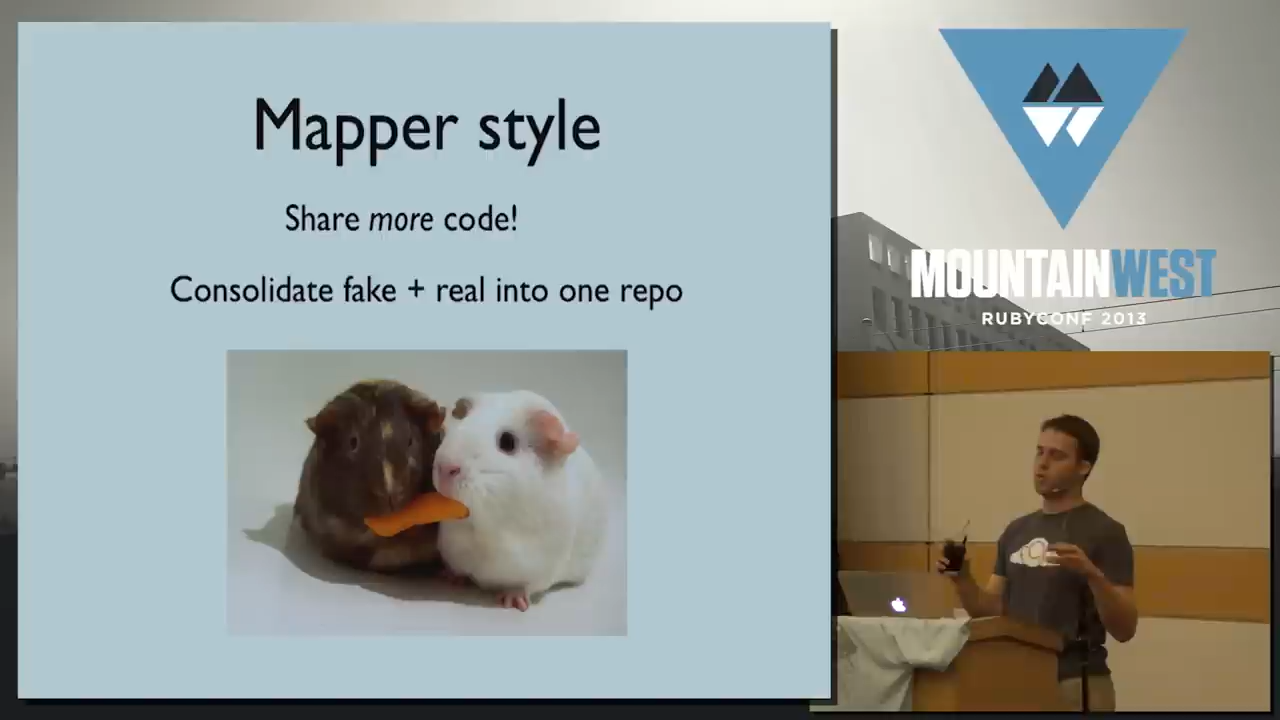 Mapper style
Share more code!
Consolidate fake + real into one repo
MOUNTAINWEST
RUBYCONF 2013